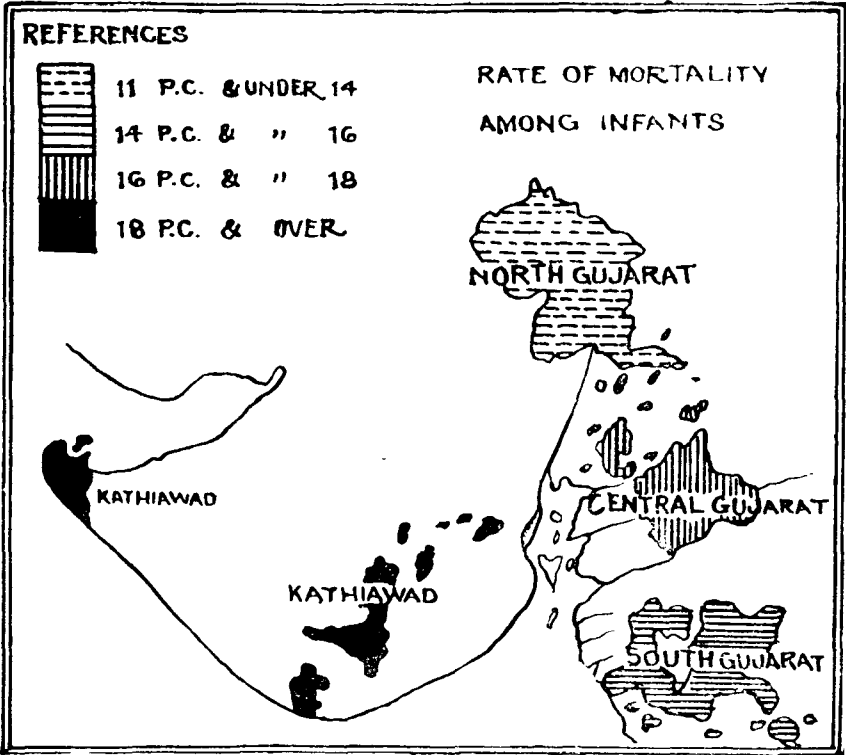 REFERENCES
11 P.C. & UNDER 14
14 P.C. & " 16
16 P.C. & " 18
18 P.C. & OVER
RATE OF MORTALITY
AMONG INFANTS
NORTH GUJARAT
KATHIAWAD
CENTRAL GUJARAT
KATHIAWAD
SOUTH GUJARAT